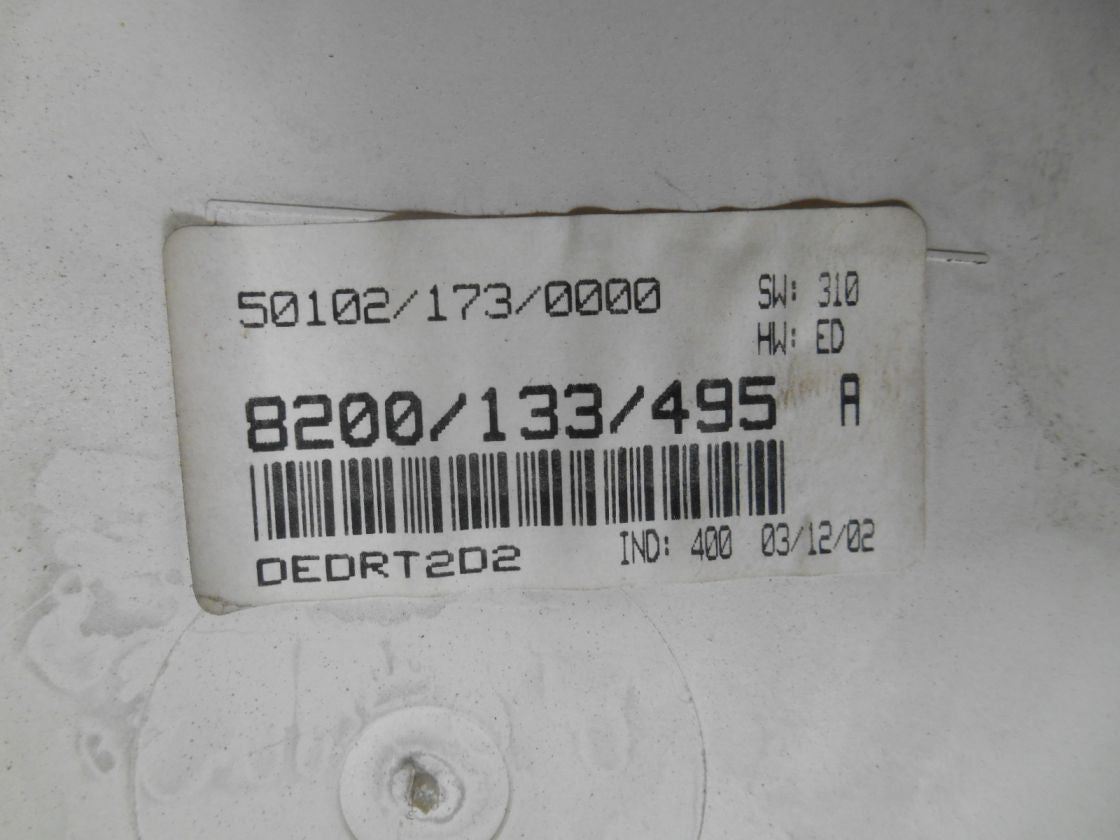 50102/173/0000
SW: 310
HW: ED
8200/133/495 A
DEDRT2D2
IND: 400 03/12/02